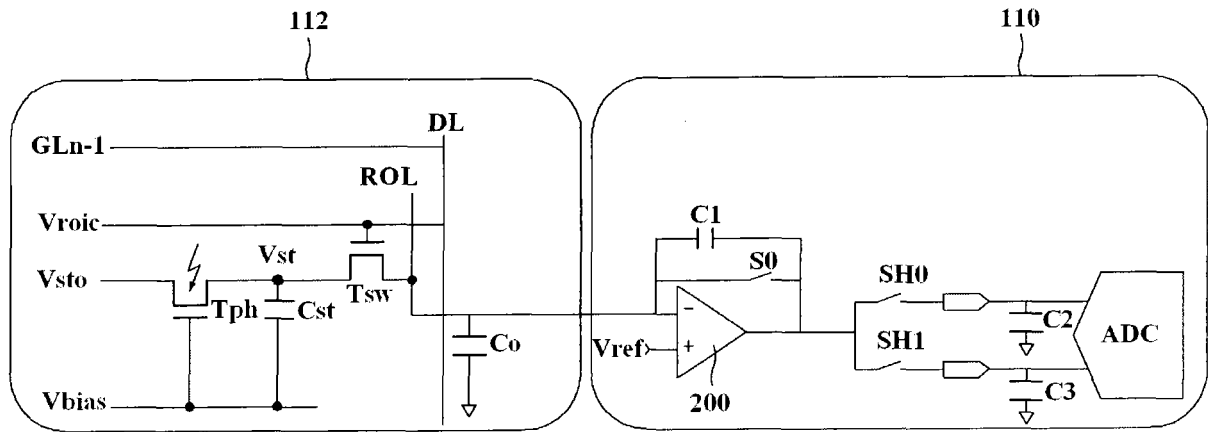 112
110
DL
GLn-1
ROL
Vroic
C1
Vst
S0
Vsto
SH0
Tph
Cst
Tsw
C2
ADC
Co
Vref
SH1
C3
200
Vbias